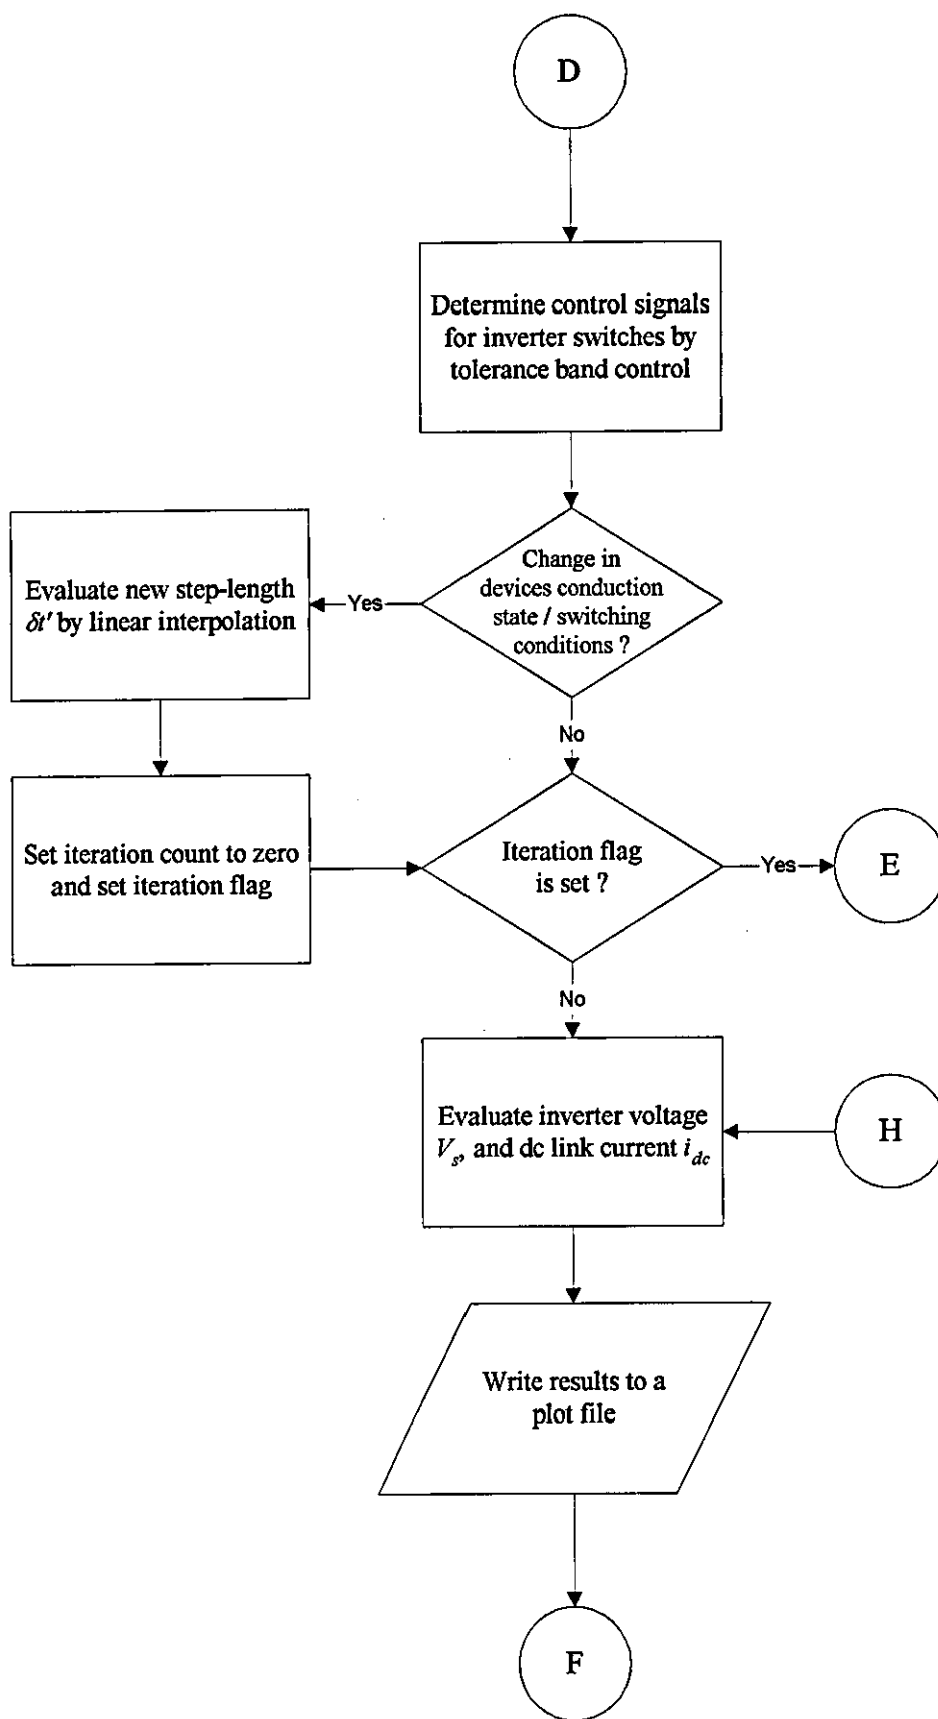 D
Determine control signals
for inverter switches by
tolerance band control
Change in
devices conduction
state / switching
conditions ?
Yes
Evaluate new step-length
δt′ by linear interpolation
No
Set iteration count to zero
and set iteration flag
Iteration flag
is set ?
Yes
E
No
Evaluate inverter voltage
V_s, and dc link current i_dc
H
Write results to a
plot file
F